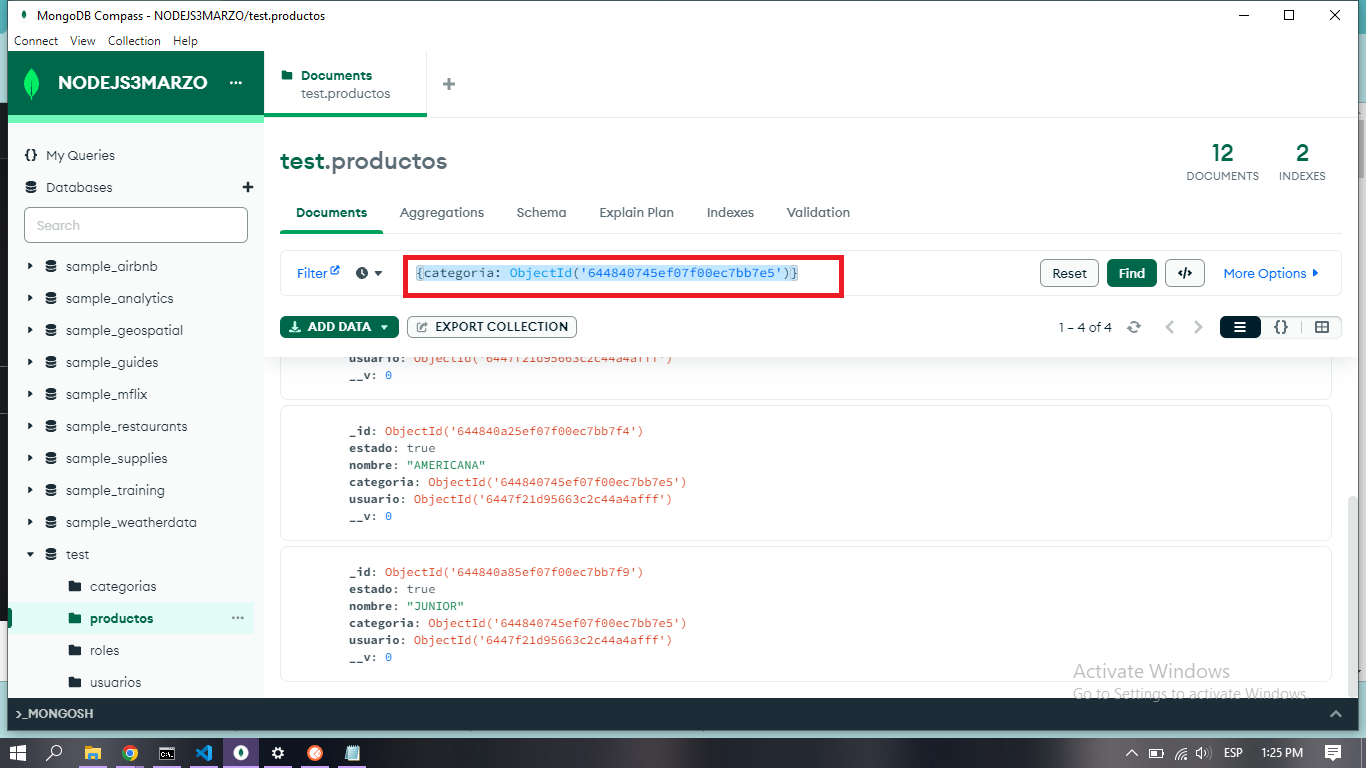 MongoDB Compass - NODEJS3MARZO/test.productos
Connect View Collection Help
NODEJS3MARZO ...
Documents
test.productos
+
{} My Queries
Databases +
Search
sample_airbnb
sample_analytics
sample_geospatial
sample_guides
sample_mflix
sample_restaurants
sample_supplies
sample_training
sample_weatherdata
test
categorias
productos ...
roles
usuarios
test.productos
12
DOCUMENTS
2
INDEXES
Documents Aggregations Schema Explain Plan Indexes Validation
Filter {categoria: ObjectId('644840745ef07f00ec7bb7e5')} Reset Find </> More Options
ADD DATA EXPORT COLLECTION 1 – 4 of 4 {}
usuario: ObjectId('6447f21d95663c2c44a4afff')
__v: 0
_id: ObjectId('644840a25ef07f00ec7bb7f4')
estado: true
nombre: "AMERICANA"
categoria: ObjectId('644840745ef07f00ec7bb7e5')
usuario: ObjectId('6447f21d95663c2c44a4afff')
__v: 0
_id: ObjectId('644840a85ef07f00ec7bb7f9')
estado: true
nombre: "JUNIOR"
categoria: ObjectId('644840745ef07f00ec7bb7e5')
usuario: ObjectId('6447f21d95663c2c44a4afff')
__v: 0
Activate Windows
Go to Settings to activate Windows.
>_MONGOSH
ESP 1:25 PM